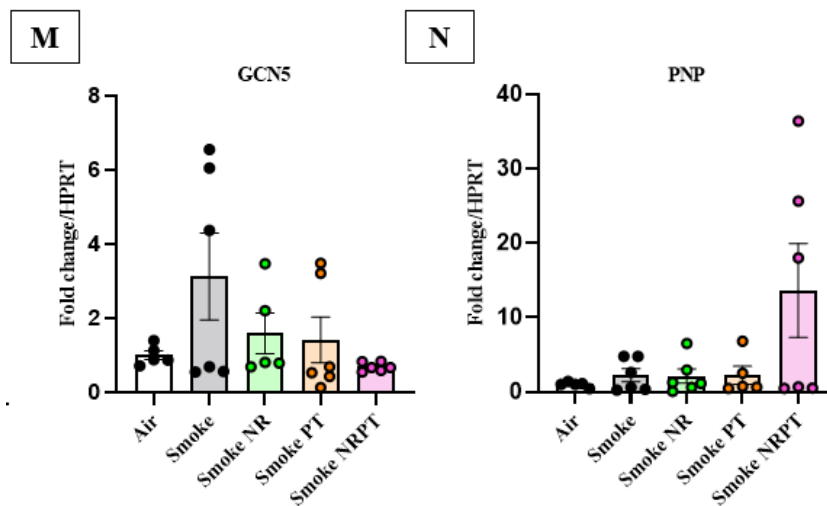 M
GCN5
Fold change/HPRT
8
6
4
2
0
Air
Smoke
Smoke NR
Smoke PT
Smoke NRPT
N
PNP
Fold change/HPRT
40
30
20
10
0
Air
Smoke
Smoke NR
Smoke PT
Smoke NRPT